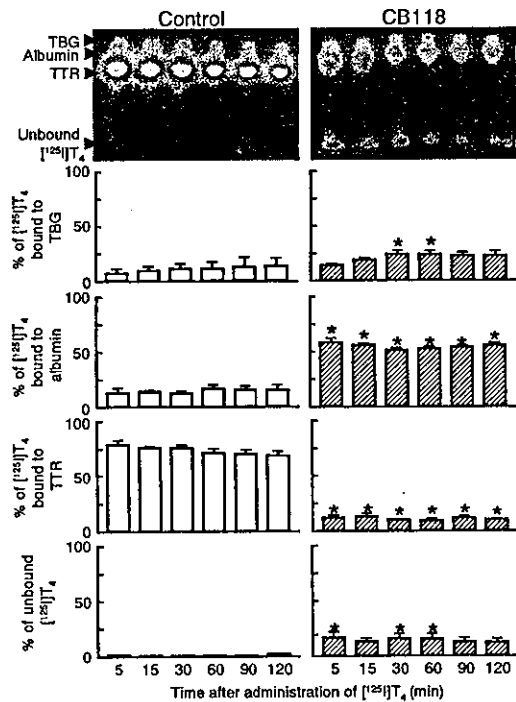 Control CB118
TBG
Albumin
TTR
Unbound
[¹²⁵I]T₄
% of [¹²⁵I]T₄
bound to
TBG
100
50
0
* *
% of [¹²⁵I]T₄
bound to
albumin
100
50
0
* * * * * *
% of [¹²⁵I]T₄
bound to
TTR
100
50
0
* * * * * *
% of unbound
[¹²⁵I]T₄
100
50
0
* * *
5 15 30 60 90 120 5 15 30 60 90 120
Time after administration of [¹²⁵I]T₄ (min)